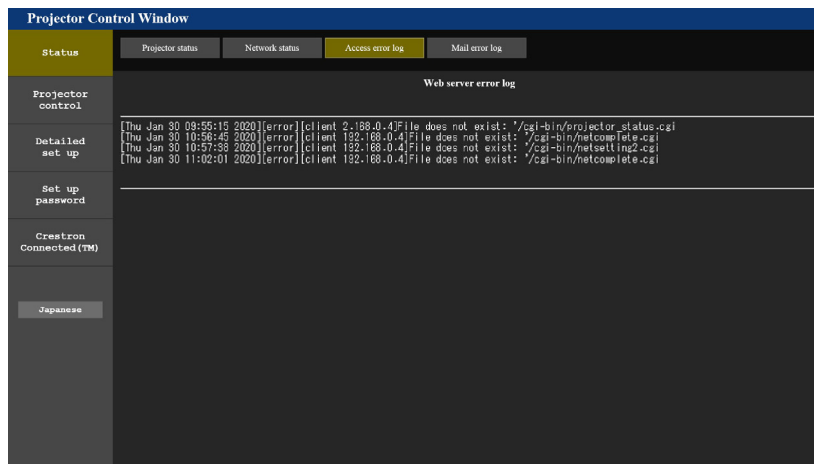 Projector Control Window
Status
Projector status
Network status
Access error log
Mail error log
Projector
control
Web server error log
[Thu Jan 30 09:55:15 2020][error][client 2.168.0.4]File does not exist: '/cgi-bin/projector_status.cgi
[Thu Jan 30 10:56:45 2020][error][client 192.168.0.4]File does not exist: '/cgi-bin/netcomplete.cgi
[Thu Jan 30 10:57:38 2020][error][client 192.168.0.4]File does not exist: '/cgi-bin/netsetting2.cgi
[Thu Jan 30 11:02:01 2020][error][client 192.168.0.4]File does not exist: '/cgi-bin/netcomplete.cgi
Detailed
set up
Set up
password
Crestron
Connected(TM)
Japanese